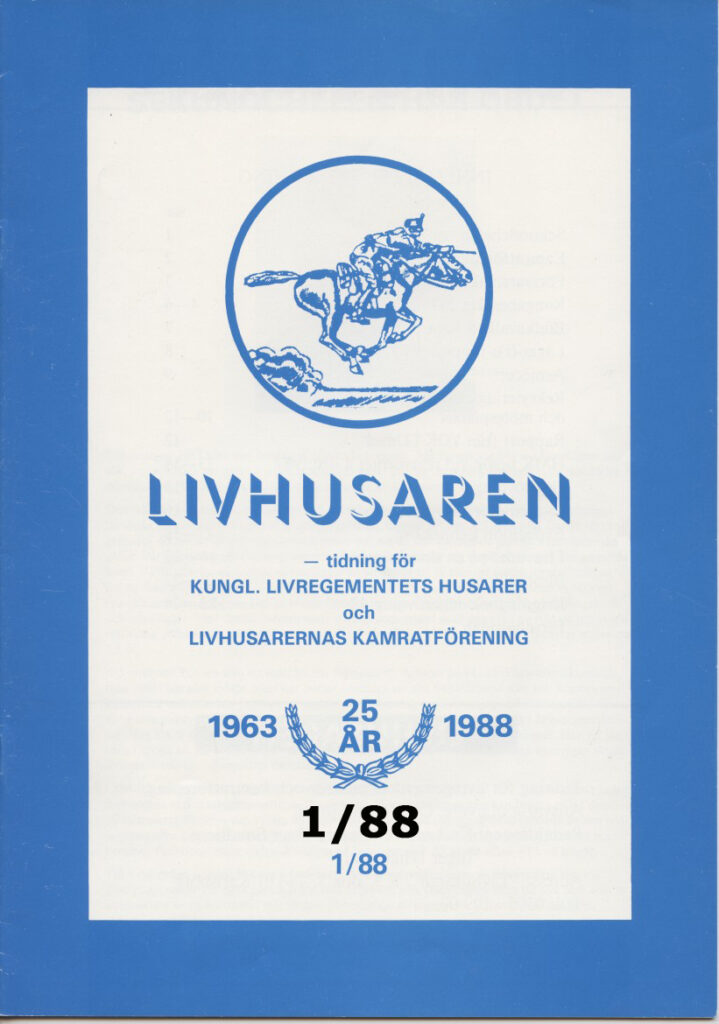 LIVHUSAREN
— tidning för
KUNGL. LIVREGEMENTETS HUSARER
och
LIVHUSARERNAS KAMRATFÖRENING
1963 25 ÅR 1988
1/88
1/88